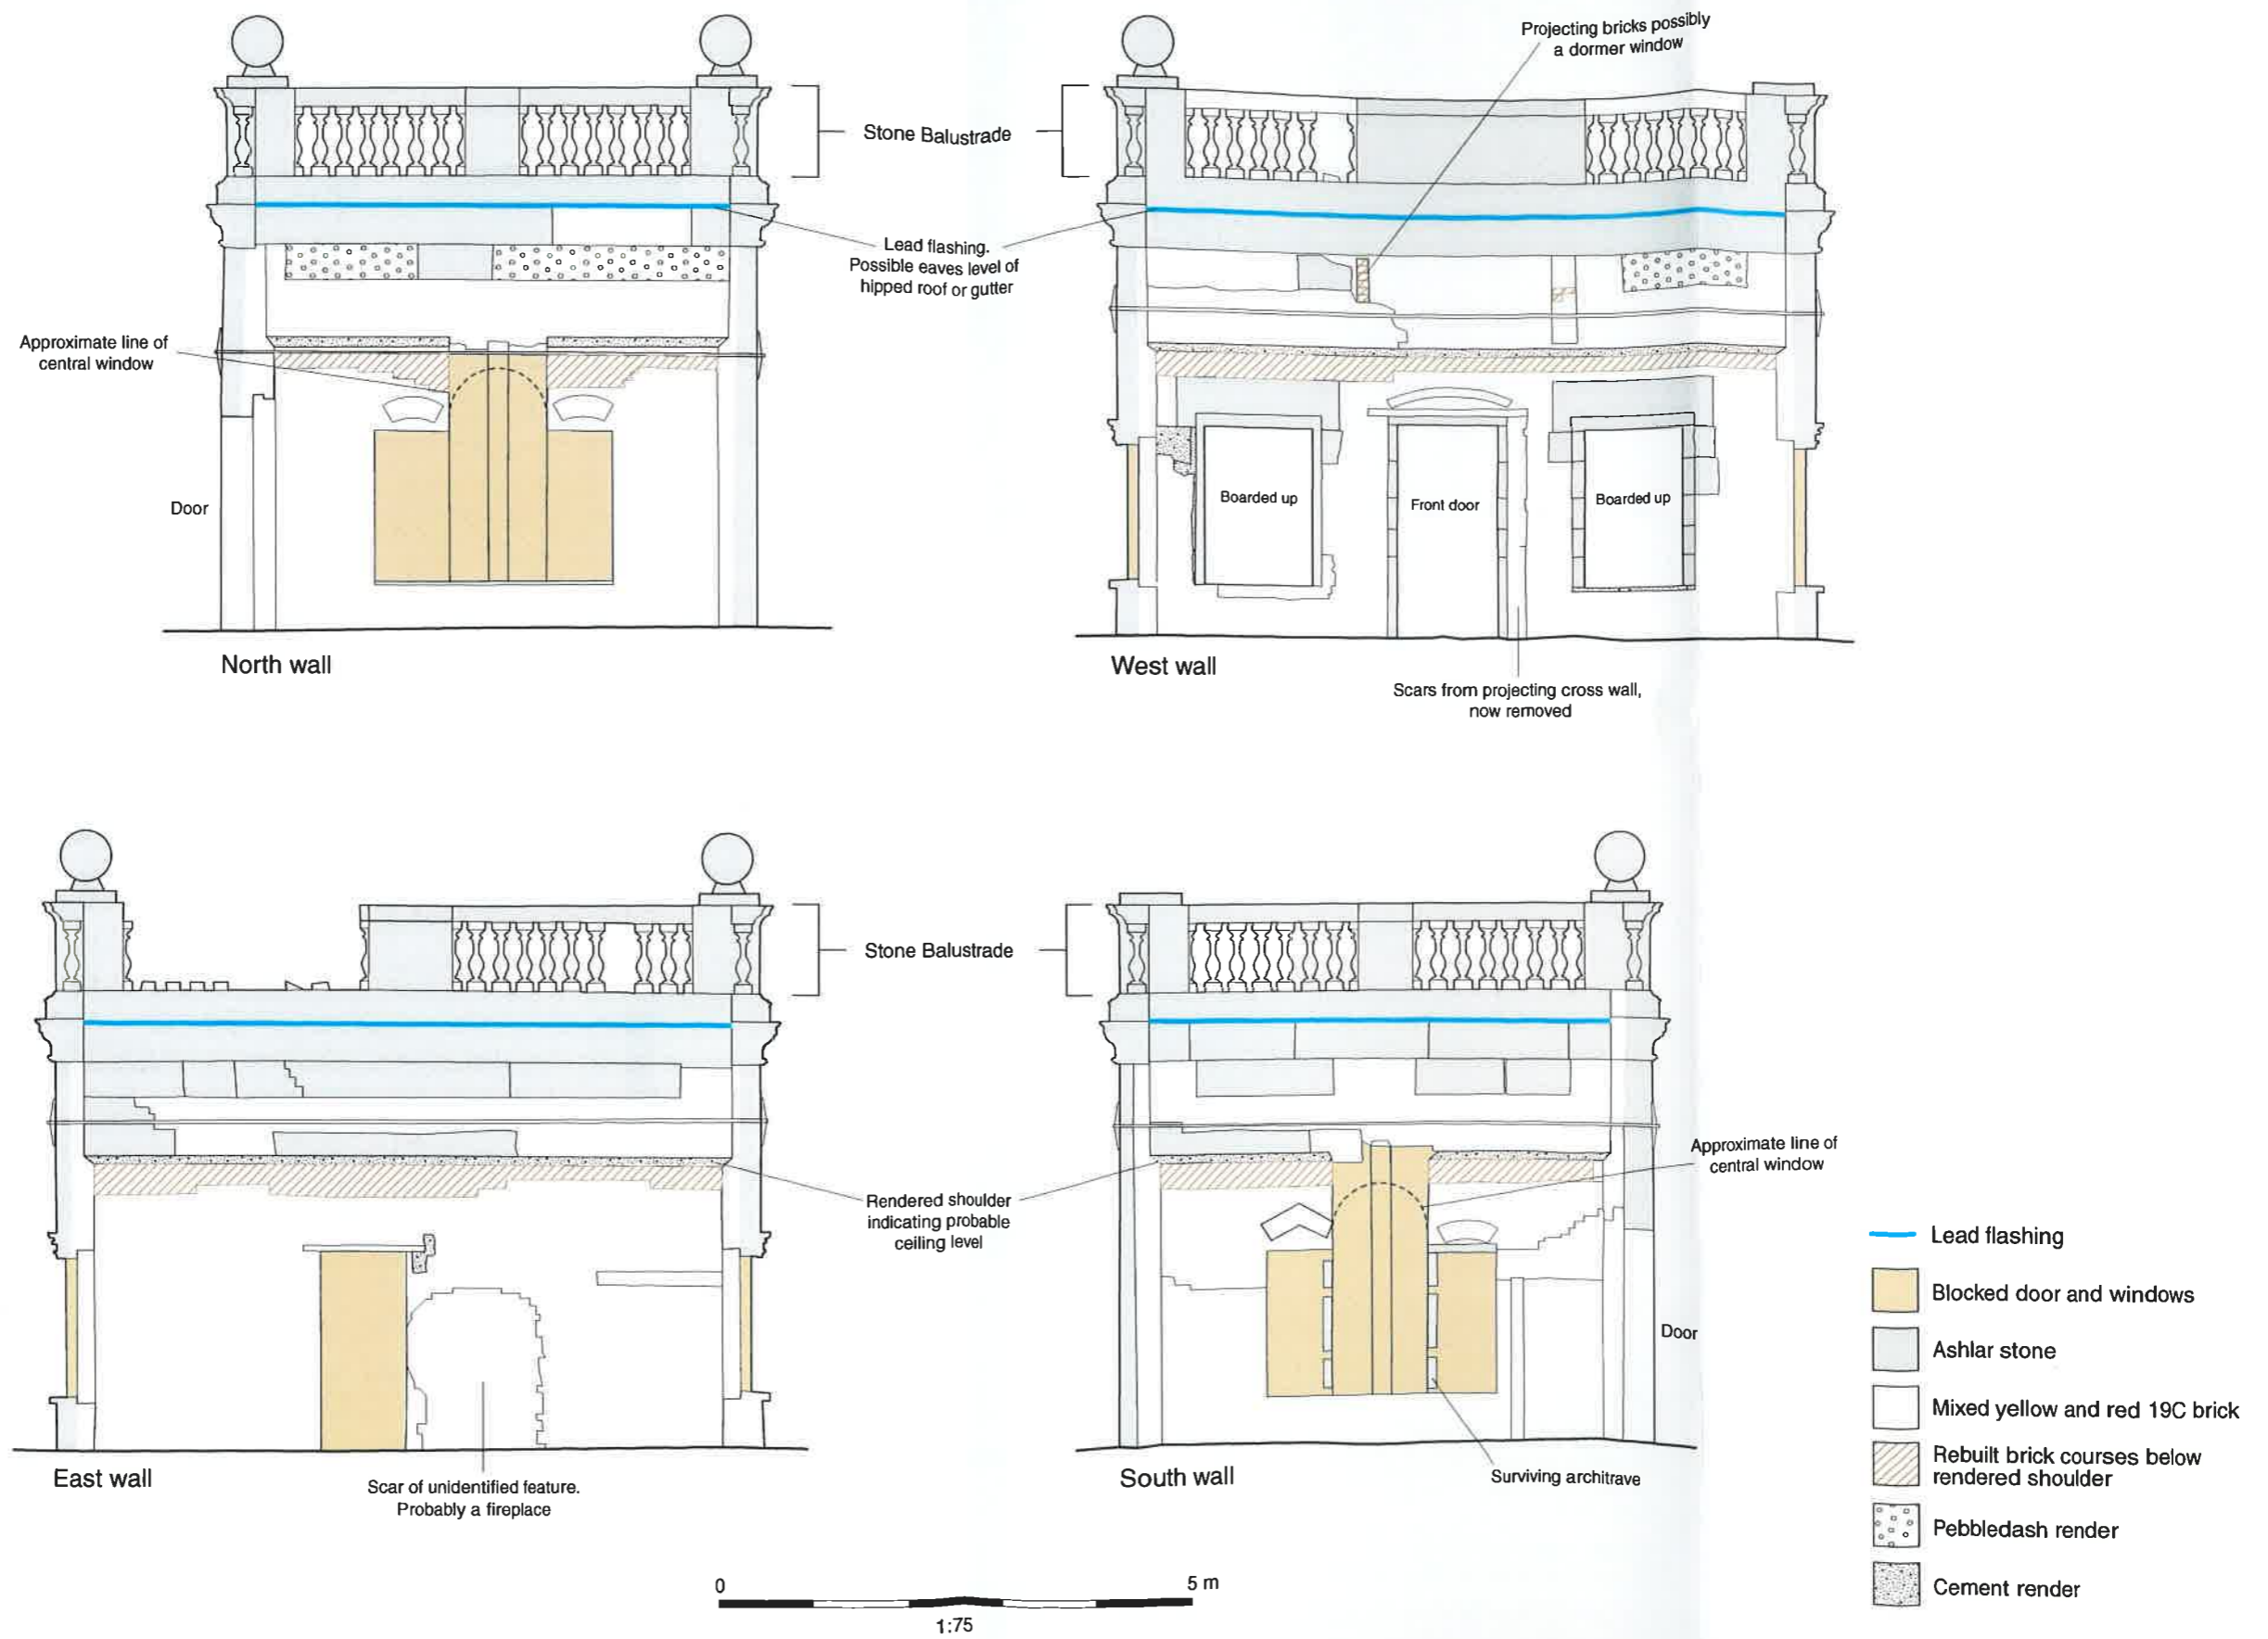 Projecting bricks possibly
a dormer window
Stone Balustrade
Lead flashing.
Possible eaves level of
hipped roof or gutter
Approximate line of
central window
Door
Boarded up
Front door
Boarded up
North wall
West wall
Scars from projecting cross wall,
now removed
Stone Balustrade
Approximate line of
central window
Rendered shoulder
indicating probable
ceiling level
Door
East wall
Scar of unidentified feature.
Probably a fireplace
South wall
Surviving architrave
Lead flashing
Blocked door and windows
Ashlar stone
Mixed yellow and red 19C brick
Rebuilt brick courses below
rendered shoulder
Pebbledash render
Cement render
0
5 m
1:75